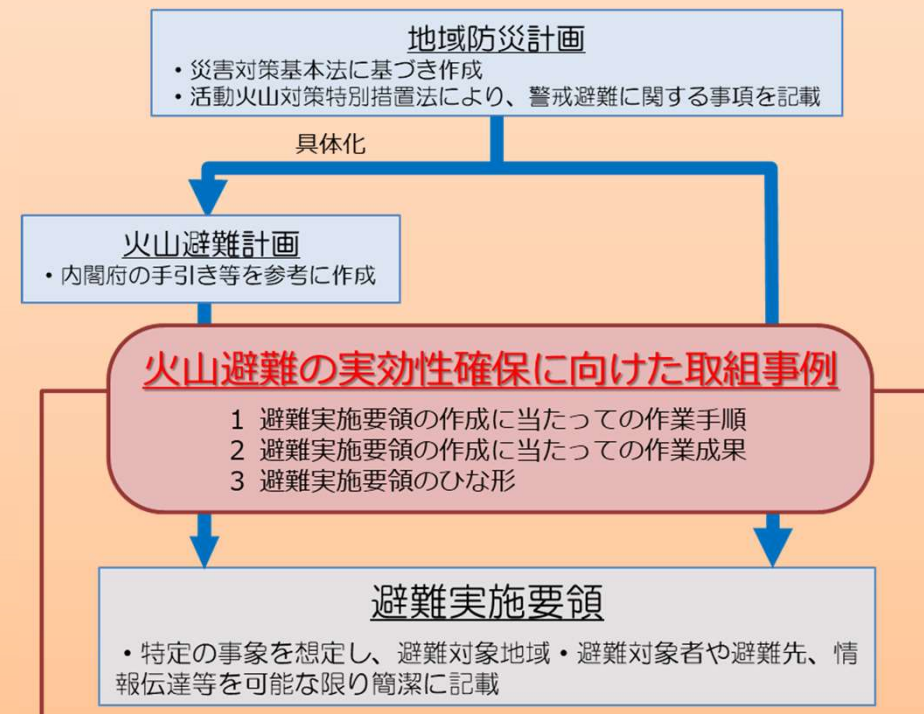 地域防災計画
・災害対策基本法に基づき作成
・活動火山対策特別措置法により、警戒避難に関する事項を記載
具体化
火山避難計画
・内閣府の手引き等を参考に作成
火山避難の実効性確保に向けた取組事例
1 避難実施要領の作成に当たっての作業手順
2 避難実施要領の作成に当たっての作業成果
3 避難実施要領のひな形
避難実施要領
・特定の事象を想定し、避難対象地域・避難対象者や避難先、情
報伝達等を可能な限り簡潔に記載